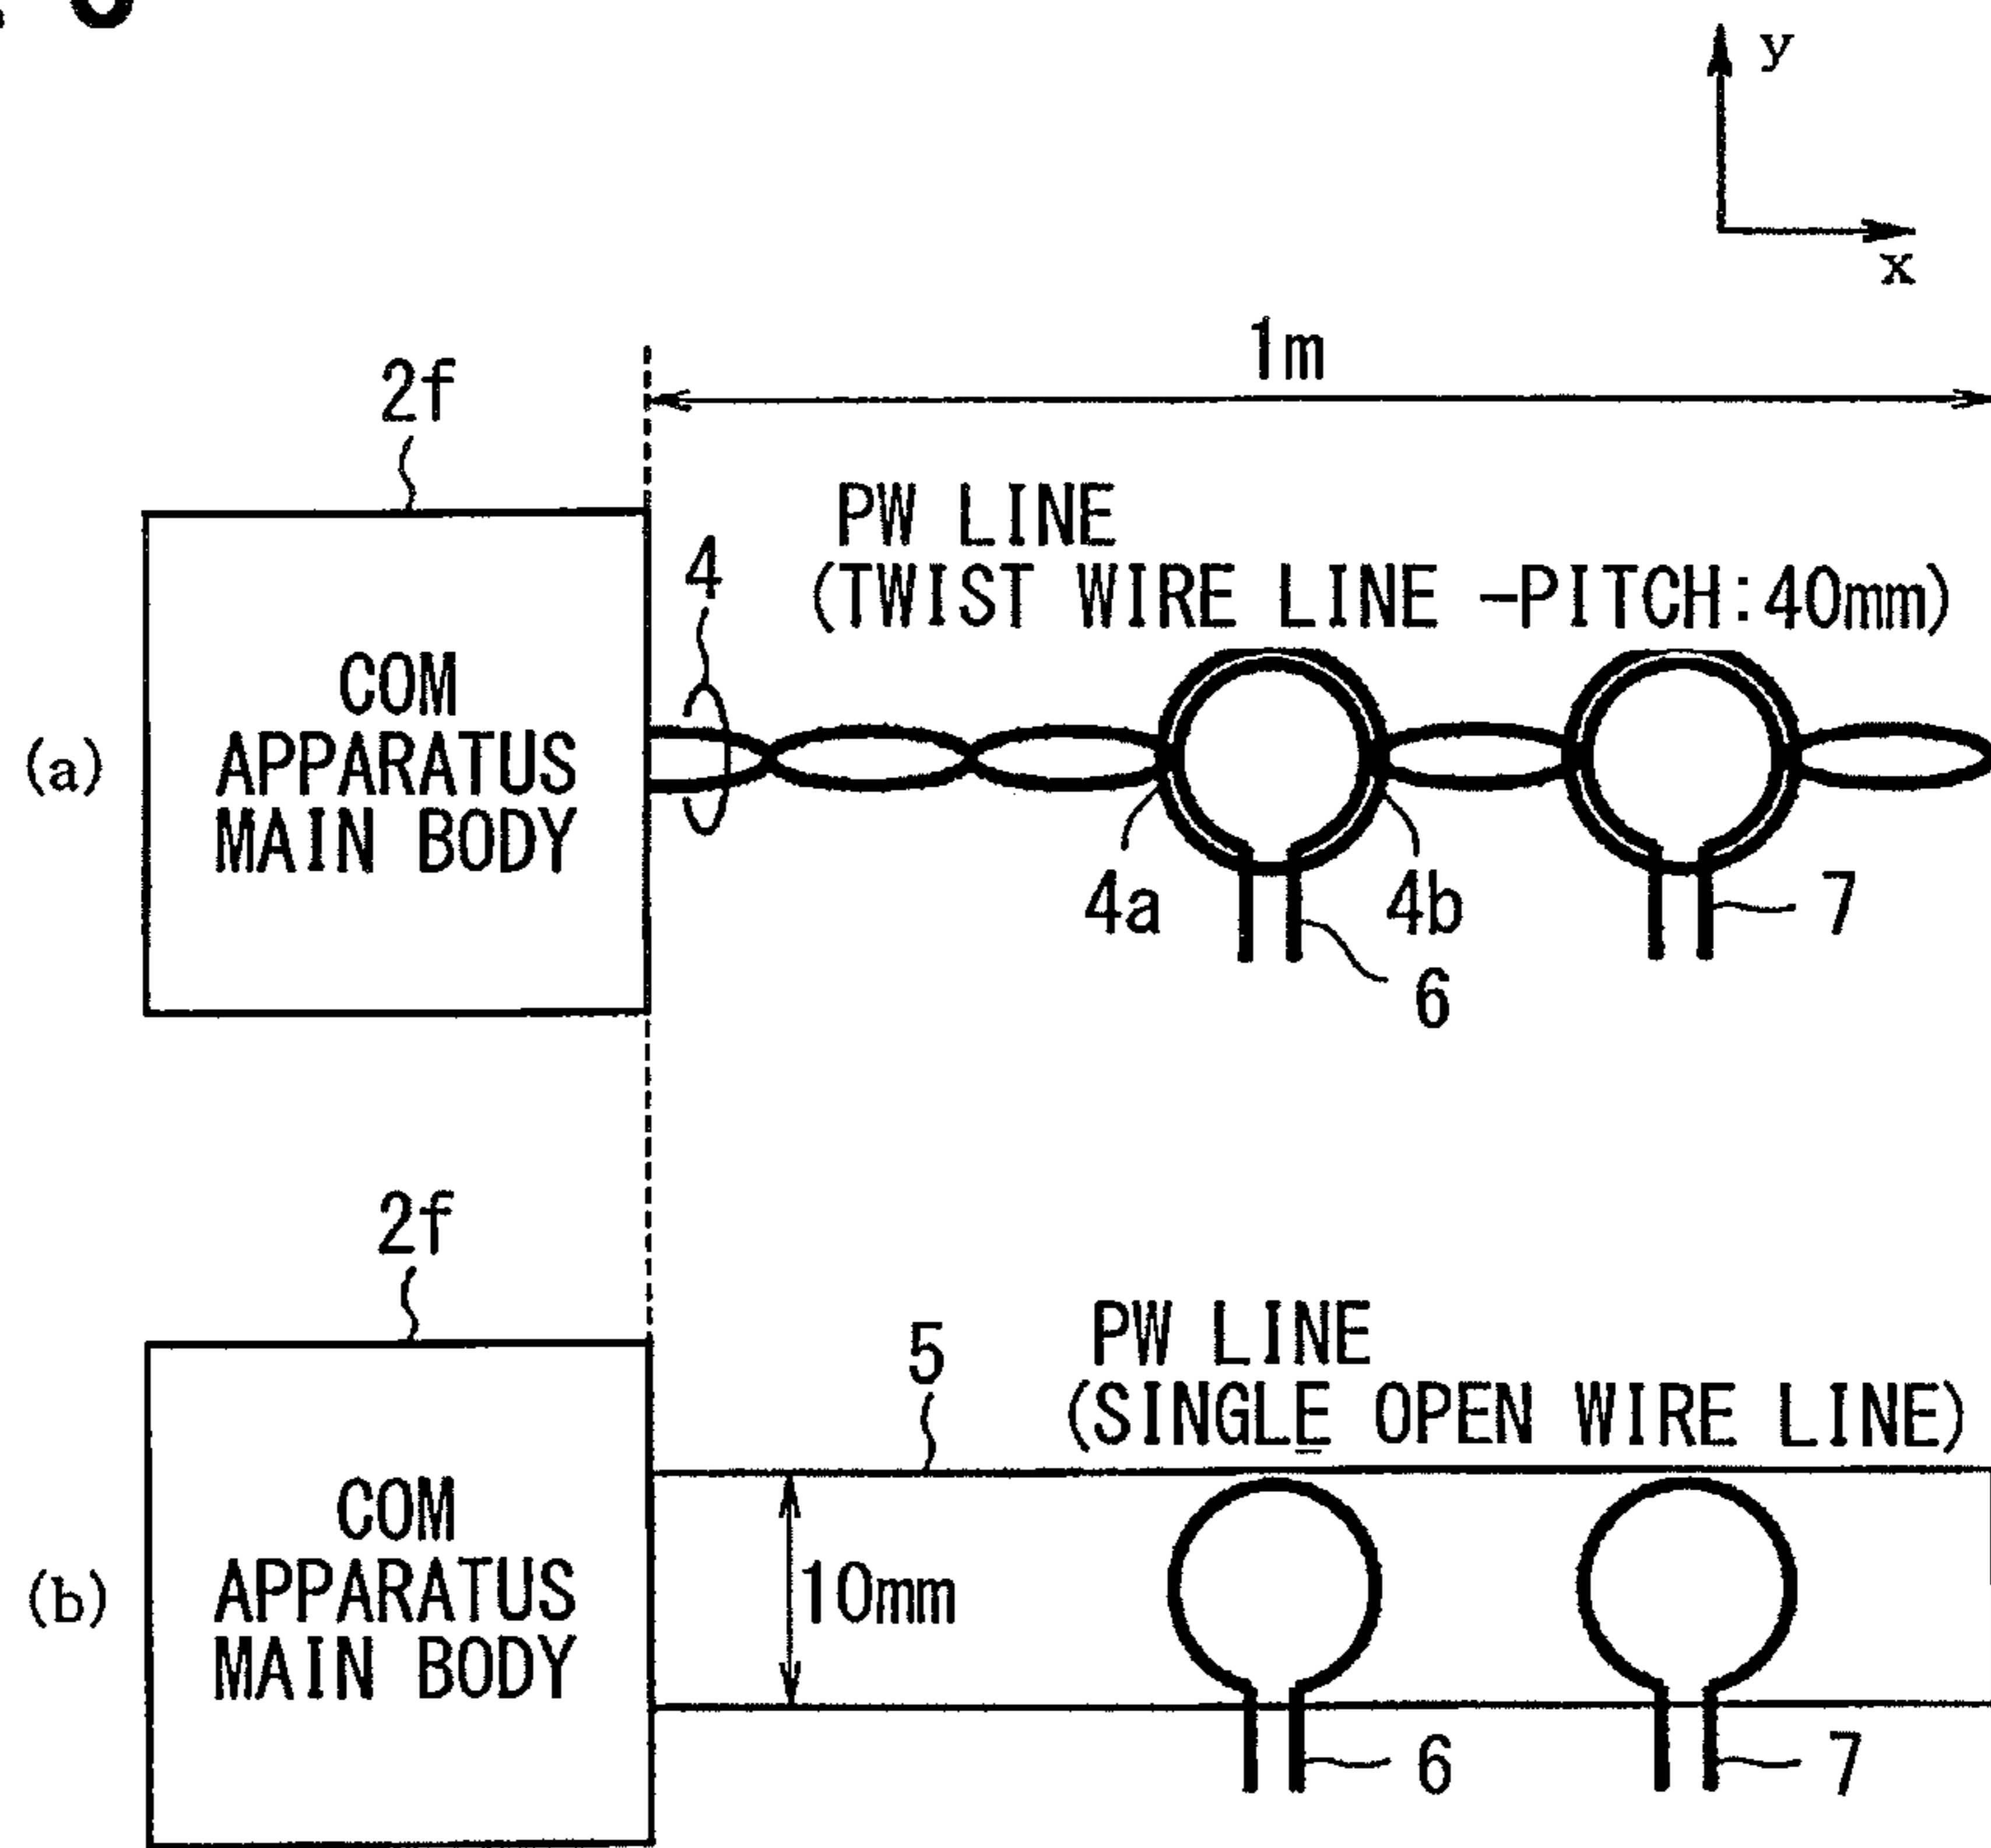 y
x
1m
2f
PW LINE
4
(TWIST WIRE LINE -PITCH:40mm)
COM
APPARATUS
MAIN BODY
(a)
4a
4b
7
6
2f
PW LINE
5
(SINGLE OPEN WIRE LINE)
COM
APPARATUS
MAIN BODY
10mm
(b)
6
7